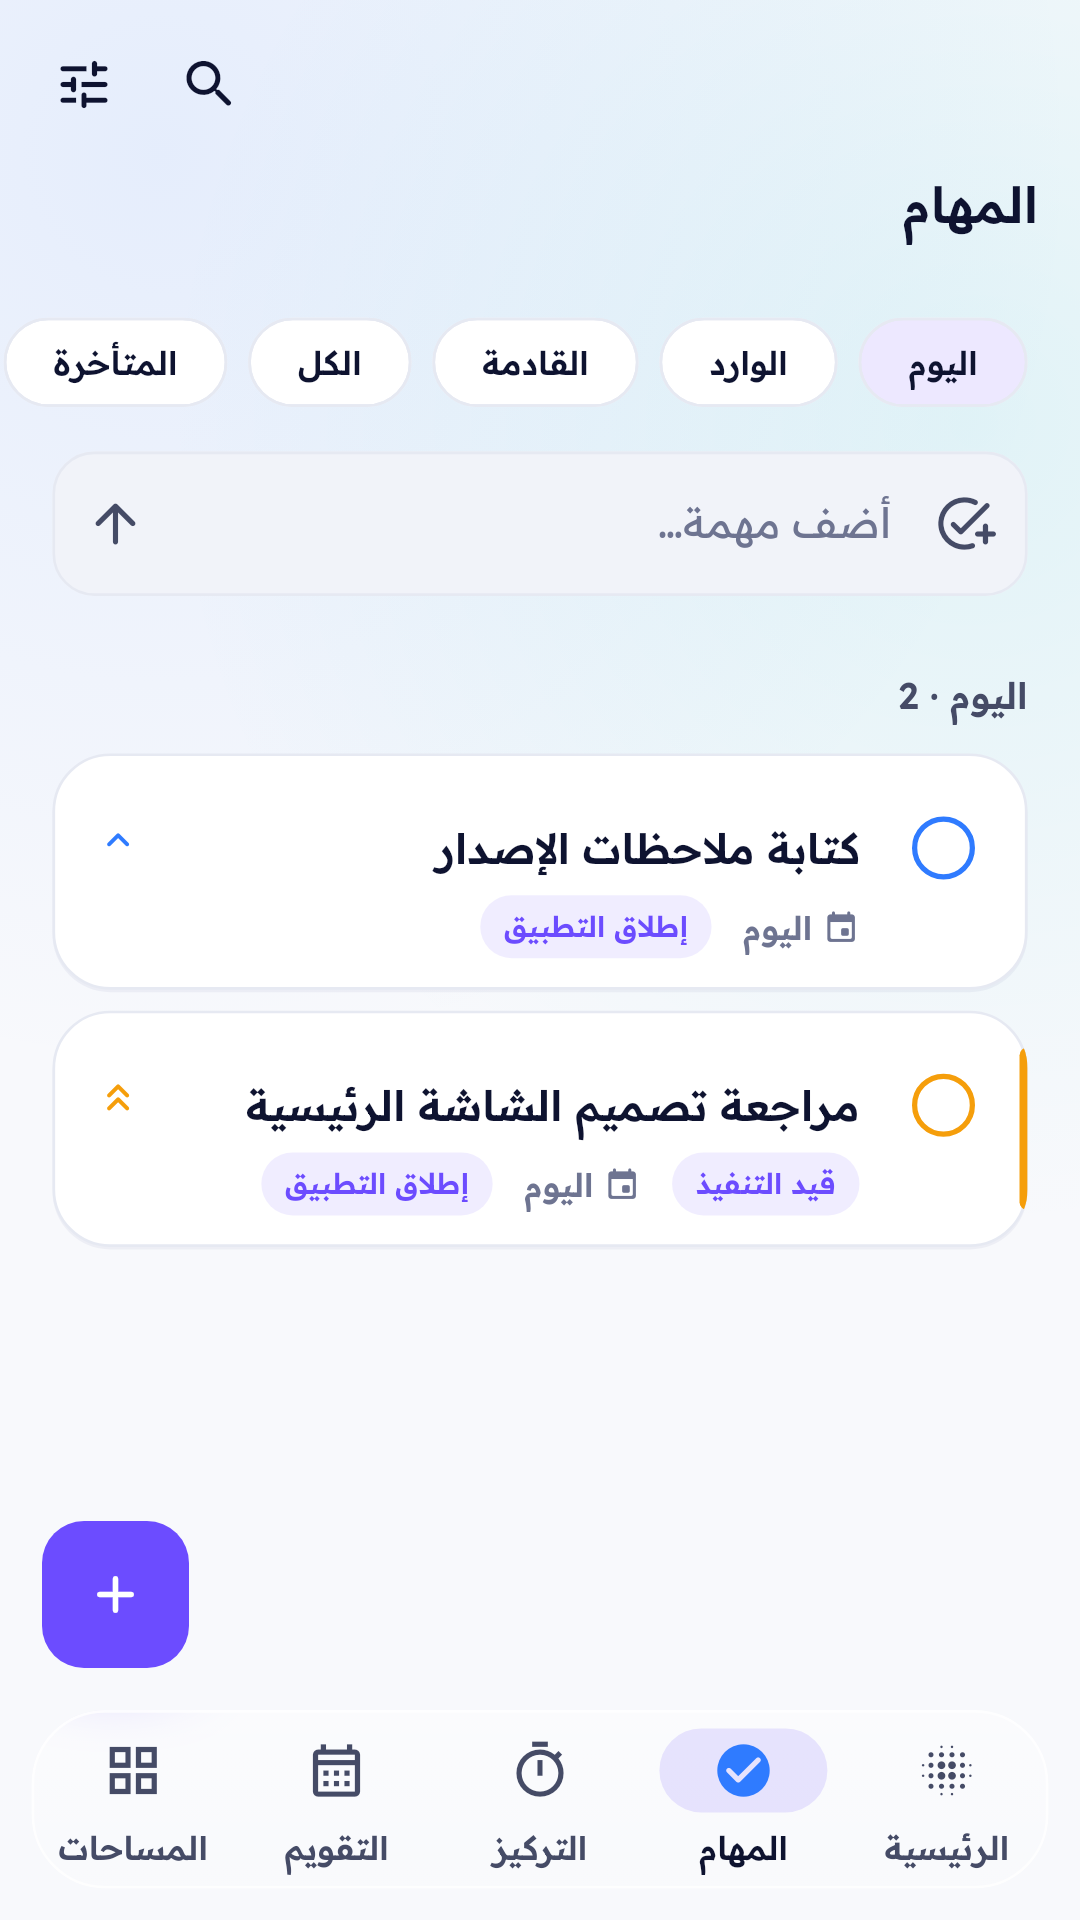 المهام
اليوم
الوارد
القادمة
الكل
المتأخرة
أضف مهمة...
اليوم · 2
كتابة ملاحظات الإصدار
اليوم
إطلاق التطبيق
مراجعة تصميم الشاشة الرئيسية
قيد التنفيذ
اليوم
إطلاق التطبيق
الرئيسية
المهام
التركيز
التقويم
المساحات